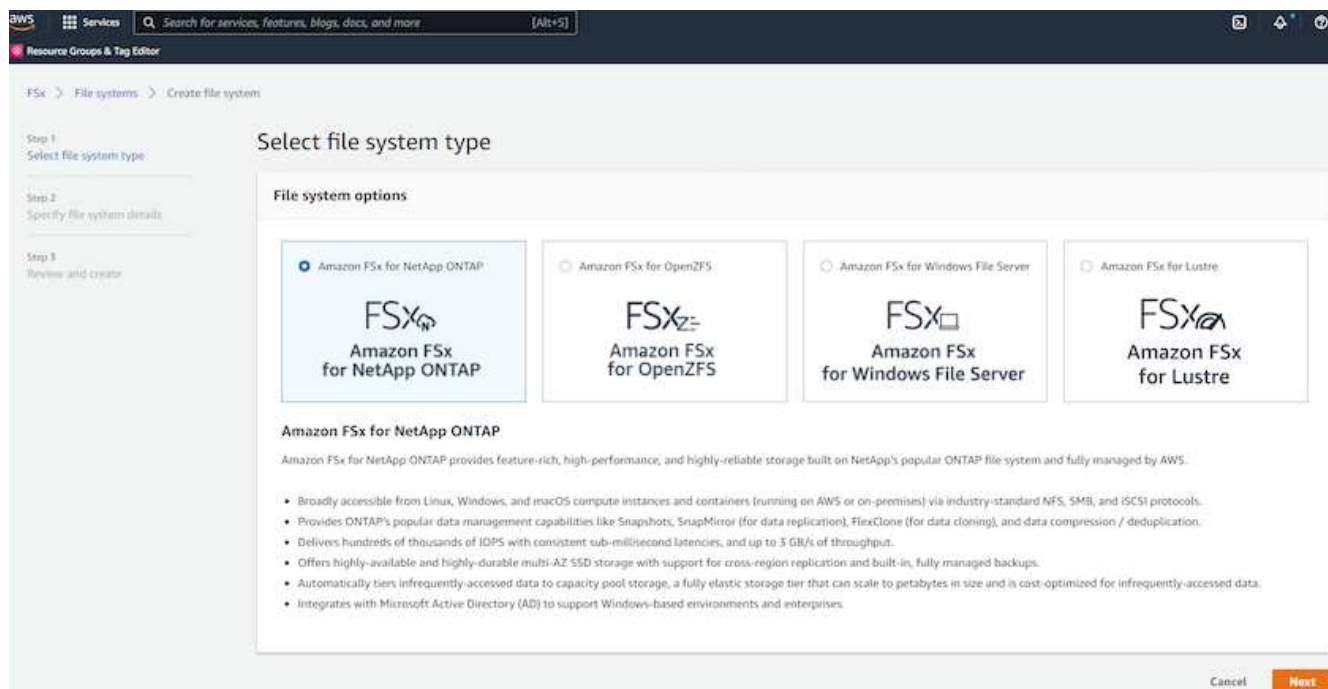 aws
Services
Search for services, features, blogs, docs, and more
[Alt+S]
Resource Groups & Tag Editor
FSx > File systems > Create file system
Step 1
Select file system type
Step 2
Specify file system details
Step 3
Review and create
Select file system type
File system options
Amazon FSx for NetApp ONTAP
FSx N
Amazon FSx
for NetApp ONTAP
Amazon FSx for OpenZFS
FSx Z
Amazon FSx
for OpenZFS
Amazon FSx for Windows File Server
FSx
Amazon FSx
for Windows File Server
Amazon FSx for Lustre
FSx
Amazon FSx
for Lustre
Amazon FSx for NetApp ONTAP
Amazon FSx for NetApp ONTAP provides feature-rich, high-performance, and highly-reliable storage built on NetApp's popular ONTAP file system and fully managed by AWS.
• Broadly accessible from Linux, Windows, and macOS compute instances and containers (running on AWS or on-premises) via industry-standard NFS, SMB, and iSCSI protocols.
• Provides ONTAP's popular data management capabilities like Snapshots, SnapMirror (for data replication), FlexClone (for data cloning), and data compression / deduplication.
• Delivers hundreds of thousands of IOPS with consistent sub-millisecond latencies, and up to 3 GB/s of throughput.
• Offers highly-available and highly-durable multi-AZ SSD storage with support for cross-region replication and built-in, fully managed backups.
• Automatically tiers infrequently-accessed data to capacity pool storage, a fully elastic storage tier that can scale to petabytes in size and is cost-optimized for infrequently-accessed data.
• Integrates with Microsoft Active Directory (AD) to support Windows-based environments and enterprises.
Cancel
Next